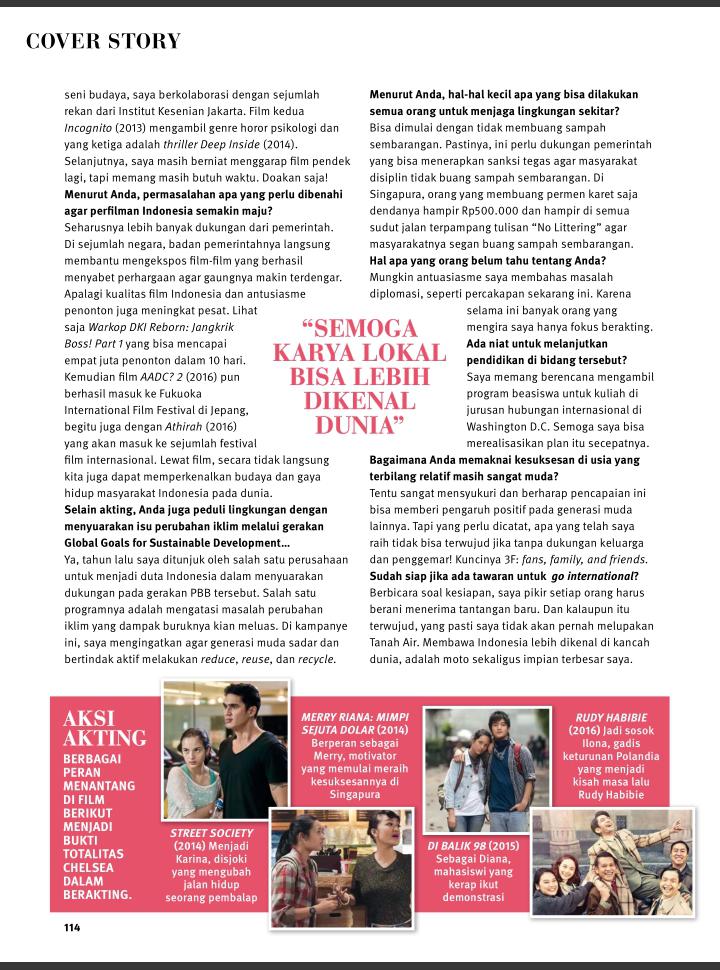 COVER STORY
seni budaya, saya berkolaborasi dengan sejumlah
rekan dari Institut Kesenian Jakarta. Film kedua
Incognito (2013) mengambil genre horor psikologi dan
yang ketiga adalah thriller Deep Inside (2014).
Selanjutnya, saya masih berniat menggarap film pendek
lagi, tapi memang masih butuh waktu. Doakan saja!
Menurut Anda, permasalahan apa yang perlu dibenahi
agar perfilman Indonesia semakin maju?
Seharusnya lebih banyak dukungan dari pemerintah.
Di sejumlah negara, badan pemerintahnya langsung
membantu mengekspos film-film yang berhasil
menyabet perhargaan agar gaungnya makin terdengar.
Apalagi kualitas film Indonesia dan antusiasme
penonton juga meningkat pesat. Lihat
saja Warkop DKI Reborn: Jangkrik
Boss! Part 1 yang bisa mencapai
empat juta penonton dalam 10 hari.
Kemudian film AADC? 2 (2016) pun
berhasil masuk ke Fukuoka
International Film Festival di Jepang,
begitu juga dengan Athirah (2016)
yang akan masuk ke sejumlah festival
film internasional. Lewat film, secara tidak langsung
kita juga dapat memperkenalkan budaya dan gaya
hidup masyarakat Indonesia pada dunia.
Selain akting, Anda juga peduli lingkungan dengan
menyuarakan isu perubahan iklim melalui gerakan
Global Goals for Sustainable Development...
Ya, tahun lalu saya ditunjuk oleh salah satu perusahaan
untuk menjadi duta Indonesia dalam menyuarakan
dukungan pada gerakan PBB tersebut. Salah satu
programnya adalah mengatasi masalah perubahan
iklim yang dampak buruknya kian meluas. Di kampanye
ini, saya mengingatkan agar generasi muda sadar dan
bertindak aktif melakukan reduce, reuse, dan recycle.
"SEMOGA
KARYA LOKAL
BISA LEBIH
DIKENAL
DUNIA"
Menurut Anda, hal-hal kecil apa yang bisa dilakukan
semua orang untuk menjaga lingkungan sekitar?
Bisa dimulai dengan tidak membuang sampah
sembarangan. Pastinya, ini perlu dukungan pemerintah
yang bisa menerapkan sanksi tegas agar masyarakat
disiplin tidak buang sampah sembarangan. Di
Singapura, orang yang membuang permen karet saja
dendanya hampir Rp500.000 dan hampir di semua
sudut jalan terpampang tulisan "No Littering" agar
masyarakatnya segan buang sampah sembarangan.
Hal apa yang orang belum tahu tentang Anda?
Mungkin antuasiasme saya membahas masalah
diplomasi, seperti percakapan sekarang ini. Karena
selama ini banyak orang yang
mengira saya hanya fokus berakting.
Ada niat untuk melanjutkan
pendidikan di bidang tersebut?
Saya memang berencana mengambil
program beasiswa untuk kuliah di
jurusan hubungan internasional di
Washington D.C. Semoga saya bisa
merealisasikan plan itu secepatnya.
Bagaimana Anda memaknai kesuksesan di usia yang
terbilang relatif masih sangat muda?
Tentu sangat mensyukuri dan berharap pencapaian ini
bisa memberi pengaruh positif pada generasi muda
lainnya. Tapi yang perlu dicatat, apa yang telah saya
raih tidak bisa terwujud jika tanpa dukungan keluarga
dan penggemar! Kuncinya 3F: fans, family, and friends.
Sudah siap jika ada tawaran untuk go international?
Berbicara soal kesiapan, saya pikir setiap orang harus
berani menerima tantangan baru. Dan kalaupun itu
terwujud, yang pasti saya tidak akan pernah melupakan
Tanah Air. Membawa Indonesia lebih dikenal di kancah
dunia, adalah moto sekaligus impian terbesar saya.
AKSI
AKTING
BERBAGAI
PERAN
MENANTANG
DI FILM
BERIKUT
MENJADI
BUKTI
TOTALITAS
CHELSEA
DALAM
BERAKTING.
STREET SOCIETY
(2014) Menjadi
Karina, disjoki
yang mengubah
jalan hidup
seorang pembalap
MERRY RIANA: MIMPI
SEJUTA DOLAR (2014)
Berperan sebagai
Merry, motivator
yang memulai meraih
kesuksesannya di
Singapura
DI BALIK 98 (2015)
Sebagai Diana,
mahasiswi yang
kerap ikut
demonstrasi
RUDY HABIBIE
(2016) Jadi sosok
Ilona, gadis
keturunan Polandia
yang menjadi
kisah masa lalu
Rudy Habibie
114